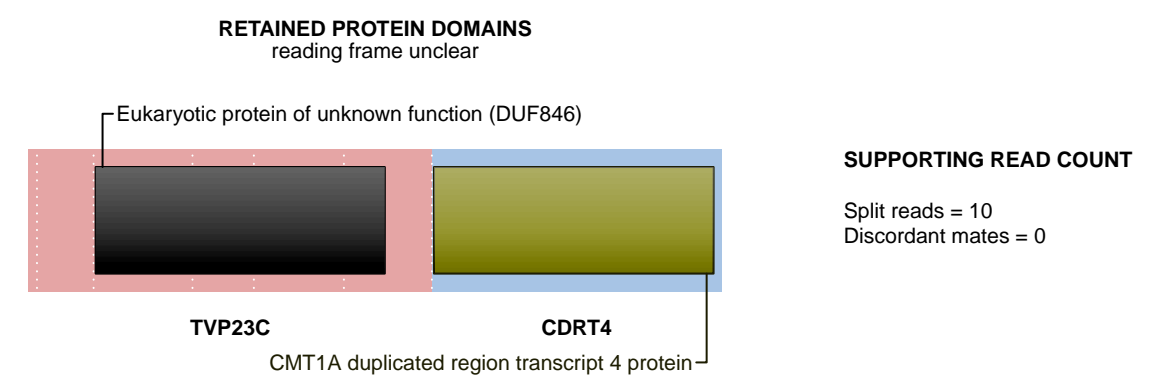 RETAINED PROTEIN DOMAINS
reading frame unclear
Eukaryotic protein of unknown function (DUF846)
SUPPORTING READ COUNT
Split reads = 10
Discordant mates = 0
TVP23C
CDRT4
CMT1A duplicated region transcript 4 protein